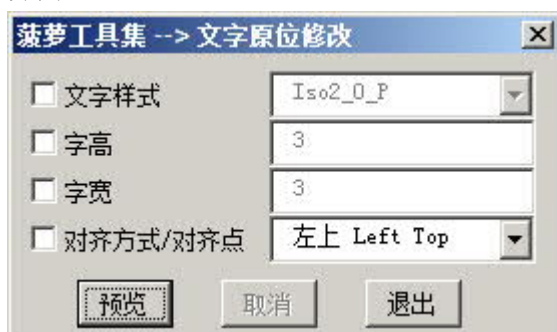 菠萝工具集 --> 文字原位修改
文字样式 Iso2_0_P
字高 3
字宽 3
对齐方式/对齐点 左上 Left Top
预览 取消 退出